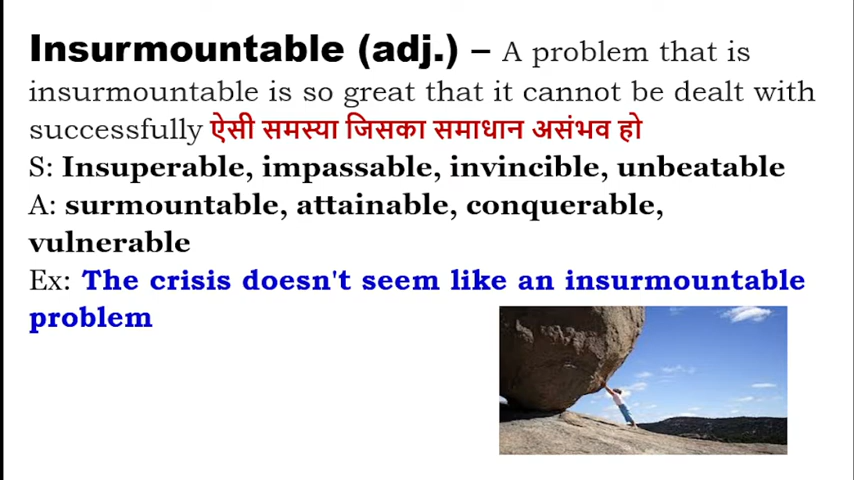 Insurmountable (adj.) – A problem that is
insurmountable is so great that it cannot be dealt with
successfully ऐसी समस्या जिसका समाधान असंभव हो
S: Insuperable, impassable, invincible, unbeatable
A: surmountable, attainable, conquerable,
vulnerable
Ex: The crisis doesn't seem like an insurmountable
problem